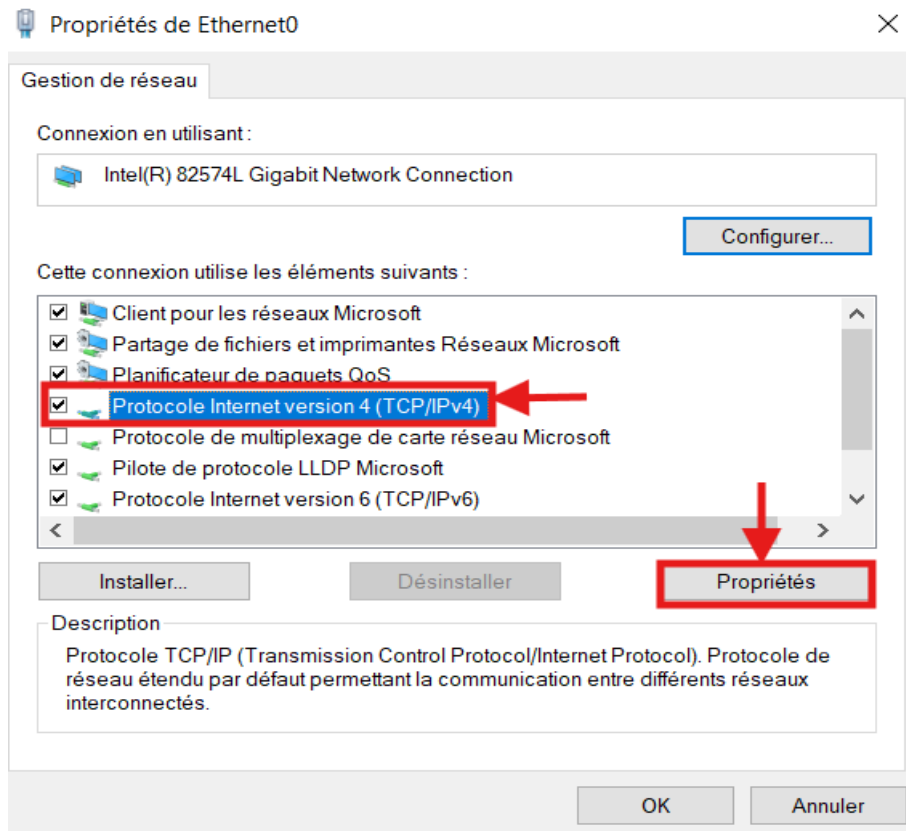 Propriétés de Ethernet0
Gestion de réseau
Connexion en utilisant :
Intel(R) 82574L Gigabit Network Connection
Configurer...
Cette connexion utilise les éléments suivants :
Client pour les réseaux Microsoft
Partage de fichiers et imprimantes Réseaux Microsoft
Planificateur de paquets QoS
Protocole Internet version 4 (TCP/IPv4)
Protocole de multiplexage de carte réseau Microsoft
Pilote de protocole LLDP Microsoft
Protocole Internet version 6 (TCP/IPv6)
Installer...
Désinstaller
Propriétés
Description
Protocole TCP/IP (Transmission Control Protocol/Internet Protocol). Protocole de
réseau étendu par défaut permettant la communication entre différents réseaux
interconnectés.
OK
Annuler